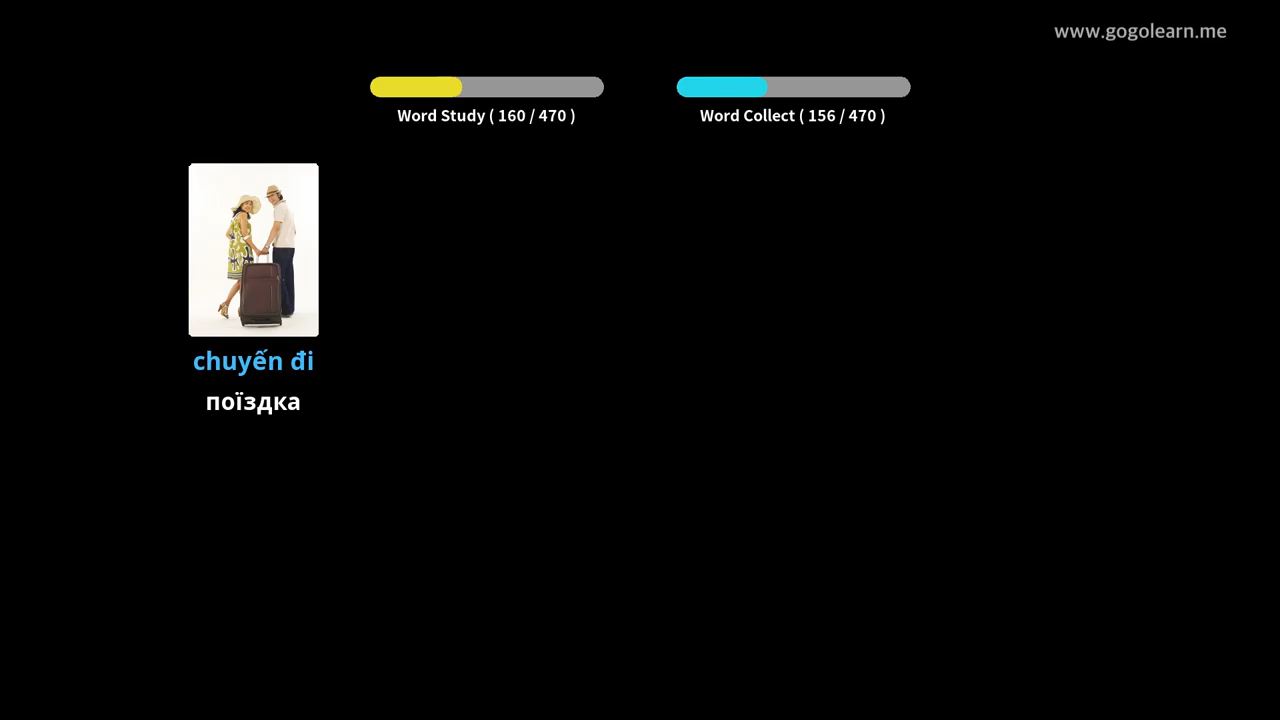 www.gogolearn.me
Word Study ( 160 / 470 )
Word Collect ( 156 / 470 )
chuyến đi
поїздка